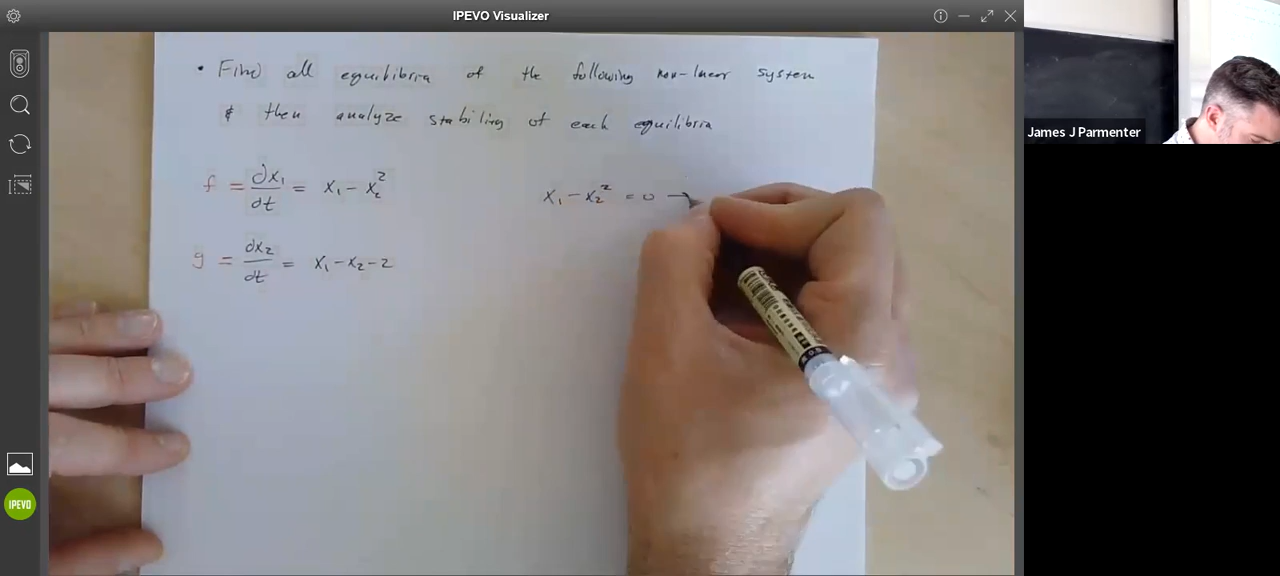 IPEVO Visualizer
• Find all equilibria of the following non-linear system
& then analyze stability of each equilibria
f = dx₁/dt = x₁ - x₂²
x₁ - x₂² = 0 →
g = dx₂/dt = x₁ - x₂ - 2
James J Parmenter
IPEVO